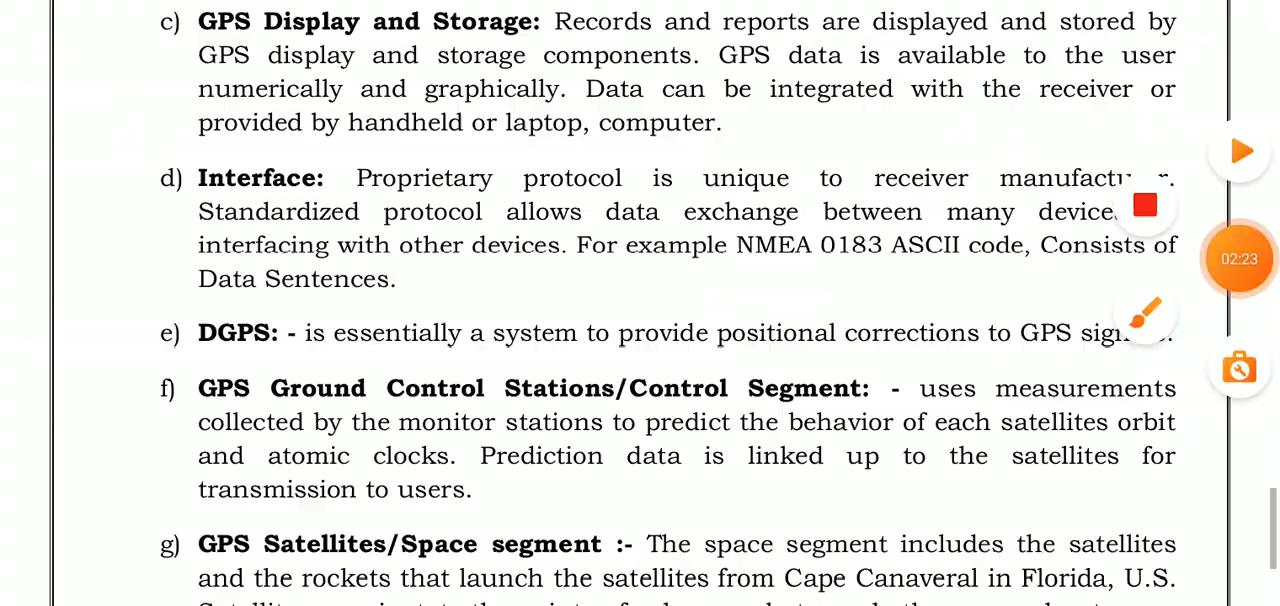 c) GPS Display and Storage: Records and reports are displayed and stored by
GPS display and storage components. GPS data is available to the user
numerically and graphically. Data can be integrated with the receiver or
provided by handheld or laptop, computer.
d) Interface: Proprietary protocol is unique to receiver
Standardized protocol allows data exchange between many
interfacing with other devices. For example NMEA 0183 ASCII code, Consists of
Data Sentences.
e) DGPS: - is essentially a system to provide positional corrections to GPS
f) GPS Ground Control Stations/Control Segment: - uses measurements
collected by the monitor stations to predict the behavior of each satellites orbit
and atomic clocks. Prediction data is linked up to the satellites for
transmission to users.
g) GPS Satellites/Space segment :- The space segment includes the satellites
and the rockets that launch the satellites from Cape Canaveral in Florida, U.S.
02:23